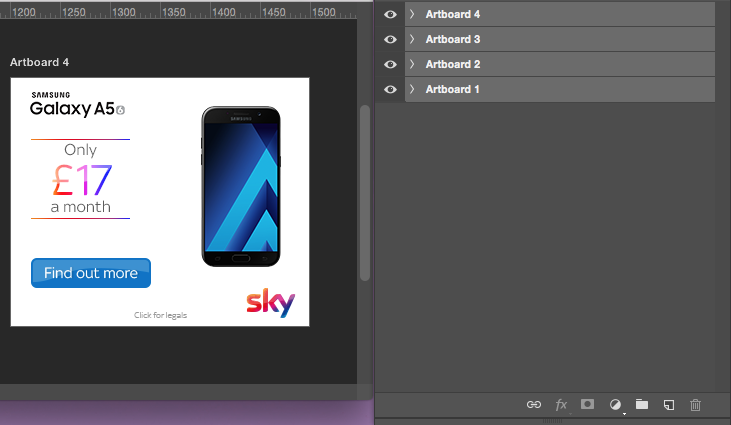 1200 1250 1300 1350 1400 1450 1500
Artboard 4
SAMSUNG
Galaxy A5 6
Only
£17
a month
SAMSUNG
Find out more
sky
Click for legals
Artboard 4
Artboard 3
Artboard 2
Artboard 1
fx